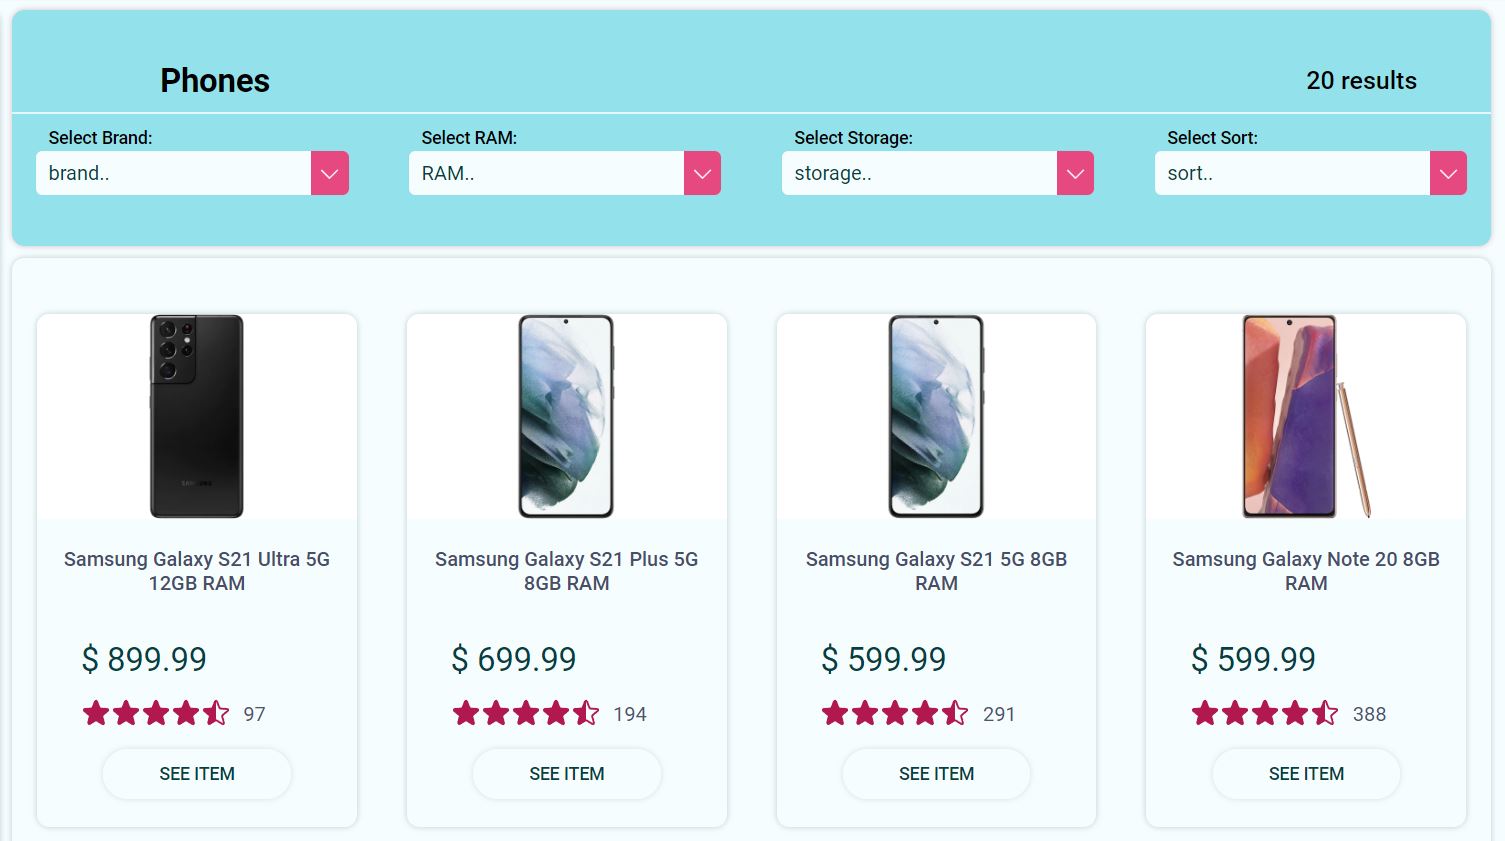 Phones
20 results
Select Brand:
Select RAM:
Select Storage:
Select Sort:
brand..
RAM..
storage..
sort..
SAMSUNG
Samsung Galaxy S21 Ultra 5G
12GB RAM
$ 899.99
97
SEE ITEM
Samsung Galaxy S21 Plus 5G
8GB RAM
$ 699.99
194
SEE ITEM
Samsung Galaxy S21 5G 8GB
RAM
$ 599.99
291
SEE ITEM
Samsung Galaxy Note 20 8GB
RAM
$ 599.99
388
SEE ITEM